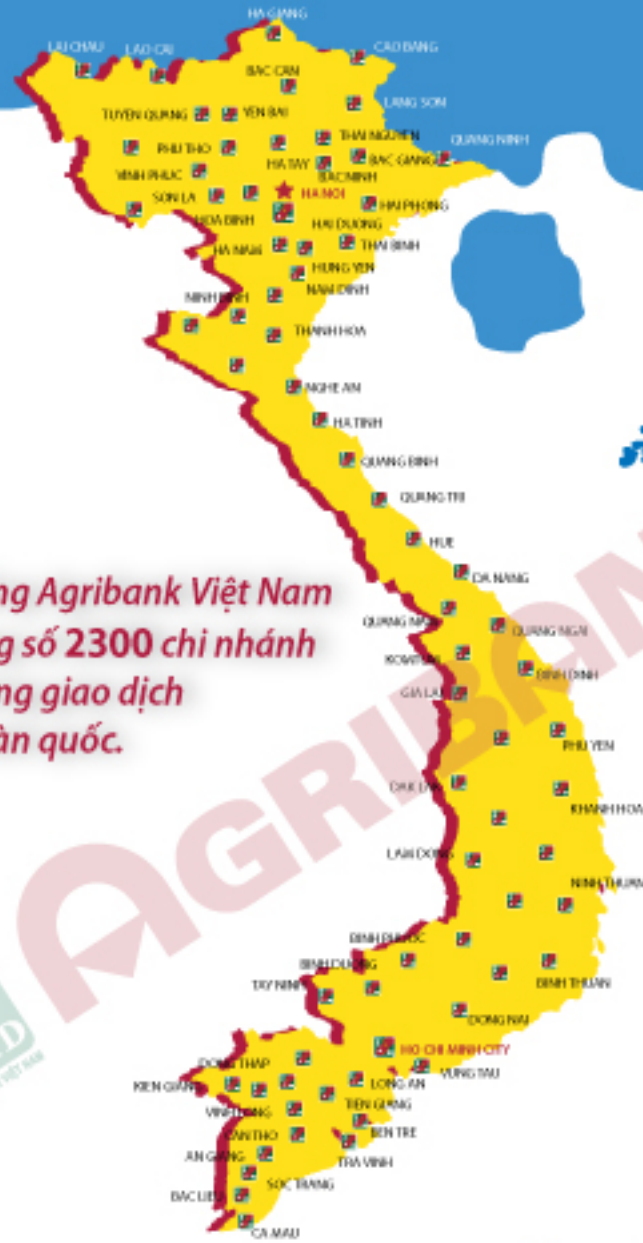 HA GIANG
LAI CHAU
LAO CAI
CAO BANG
BAC CAN
LANG SON
TUYEN QUANG
YEN BAI
THAI NGUYEN
QUANG NINH
PHU THO
HA TAY
BAC GIANG
VINH PHUC
BAC NINH
SON LA
HA NOI
HAI PHONG
HOA BINH
HAI DUONG
HA NAM
THAI BINH
HUNG YEN
NINH BINH
NAM DINH
THANH HOA
NGHE AN
HA TINH
QUANG BINH
QUANG TRI
HUE
DA NANG
ng Agribank Việt Nam
g số 2300 chi nhánh
ng giao dịch
àn quốc.
QUANG NAM
QUANG NGAI
KOMTUM
BINH DINH
GIA LAI
PHU YEN
DAK LAK
KHANH HOA
LAM DONG
NINH THUAN
AGRIBAN
BINH PHUOC
BINH DUONG
TAY NINH
BINH THUAN
DONG NAI
HO CHI MINH CITY
DONG THAP
VUNG TAU
KIEN GIANG
LONG AN
VINH LONG
TIEN GIANG
CAN THO
BEN TRE
AN GIANG
TRA VINH
SOC TRANG
BAC LIEU
CA MAU
VIỆT NAM